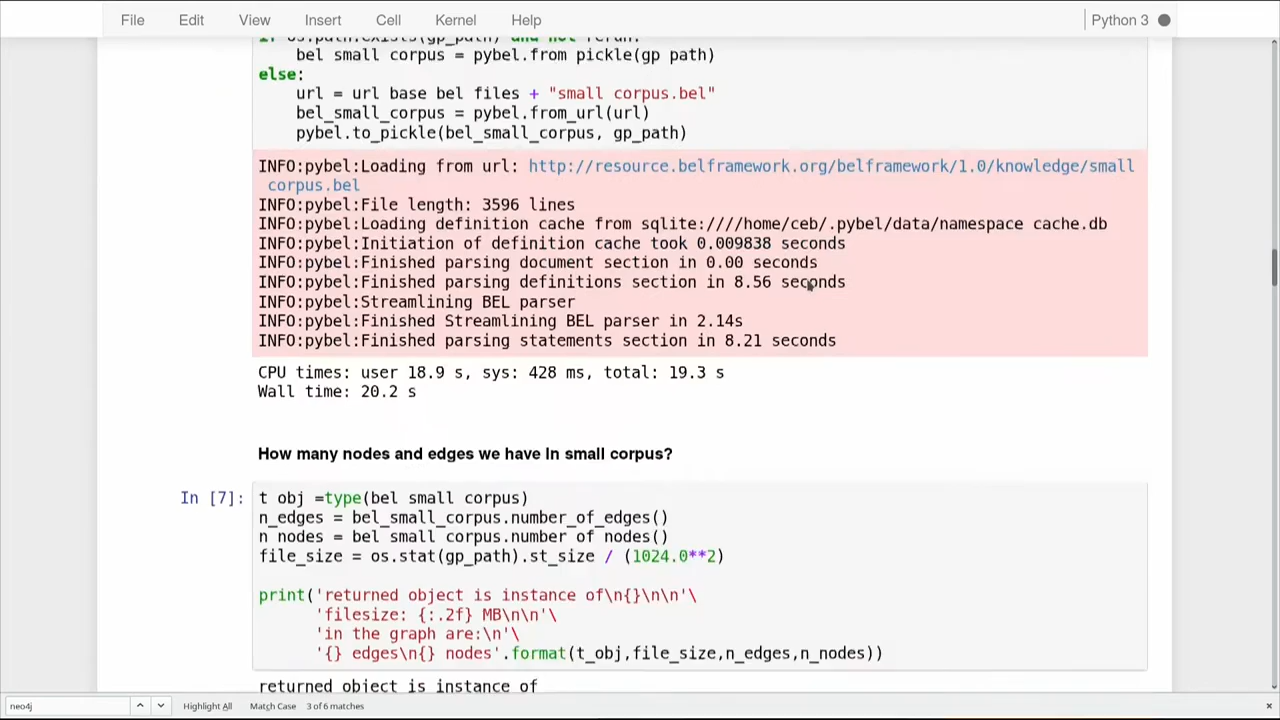 File Edit View Insert Cell Kernel Help Python 3
if os.path.exists(gp_path) and not rerun:
bel small corpus = pybel.from pickle(gp path)
else:
url = url base bel files + "small corpus.bel"
bel_small_corpus = pybel.from_url(url)
pybel.to_pickle(bel_small_corpus, gp_path)
INFO:pybel:Loading from url: http://resource.belframework.org/belframework/1.0/knowledge/small
corpus.bel
INFO:pybel:File length: 3596 lines
INFO:pybel:Loading definition cache from sqlite:////home/ceb/.pybel/data/namespace cache.db
INFO:pybel:Initiation of definition cache took 0.009838 seconds
INFO:pybel:Finished parsing document section in 0.00 seconds
INFO:pybel:Finished parsing definitions section in 8.56 seconds
INFO:pybel:Streamlining BEL parser
INFO:pybel:Finished Streamlining BEL parser in 2.14s
INFO:pybel:Finished parsing statements section in 8.21 seconds
CPU times: user 18.9 s, sys: 428 ms, total: 19.3 s
Wall time: 20.2 s
How many nodes and edges we have In small corpus?
In [7]: t obj =type(bel small corpus)
n_edges = bel_small_corpus.number_of_edges()
n nodes = bel small corpus.number of nodes()
file_size = os.stat(gp_path).st_size / (1024.0**2)
print('returned object is instance of\n{}\n\n'\
'filesize: {:.2f} MB\n\n'\
'in the graph are:\n'\
'{} edges\n{} nodes'.format(t_obj,file_size,n_edges,n_nodes))
returned object is instance of
neo4j Highlight All Match Case 3 of 6 matches